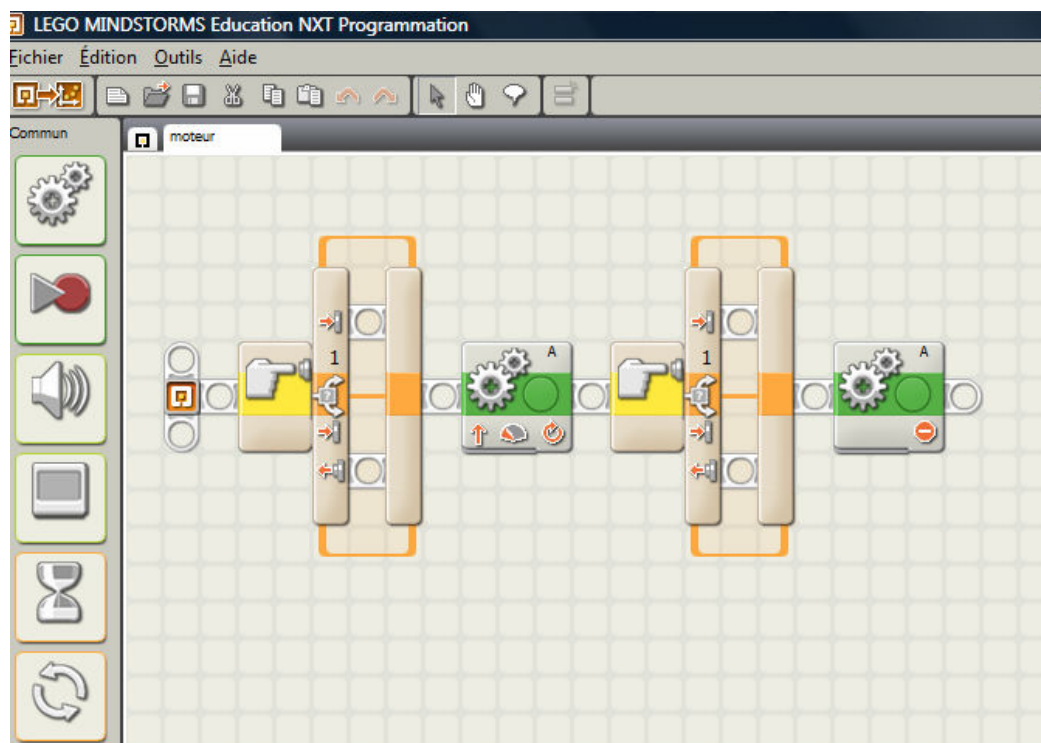 LEGO MINDSTORMS Education NXT Programmation
Fichier Édition Outils Aide
Commun
moteur
1
A
1
A